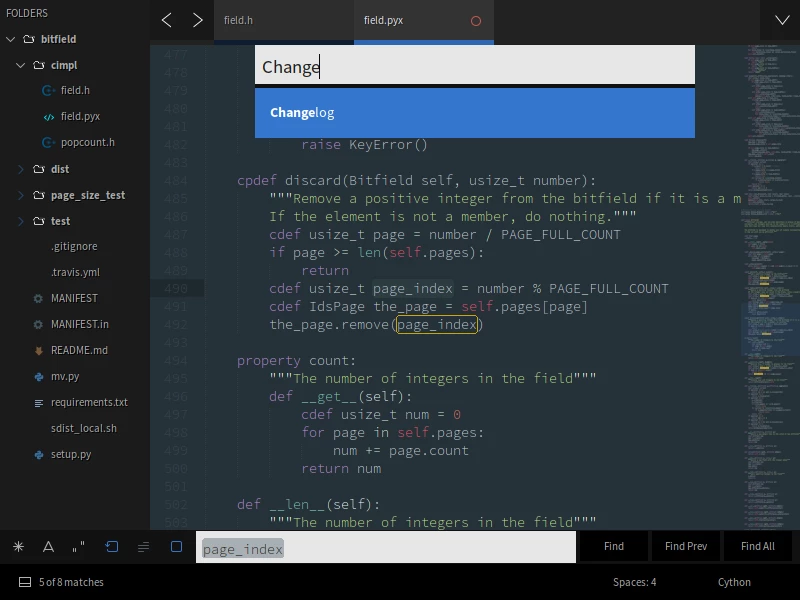 FOLDERS
bitfield
cimpl
field.h
field.pyx
popcount.h
dist
page_size_test
test
.gitignore
.travis.yml
MANIFEST
MANIFEST.in
README.md
mv.py
requirements.txt
sdist_local.sh
setup.py
field.h
field.pyx
Change
Changelog
477
478
479
480
481
482 raise KeyError()
483
484 cpdef discard(Bitfield self, usize_t number):
485 """Remove a positive integer from the bitfield if it is a m
486 If the element is not a member, do nothing."""
487 cdef usize_t page = number / PAGE_FULL_COUNT
488 if page >= len(self.pages):
489 return
490 cdef usize_t page_index = number % PAGE_FULL_COUNT
491 cdef IdsPage the_page = self.pages[page]
492 the_page.remove(page_index)
493
494 property count:
495 """The number of integers in the field"""
496 def __get__(self):
497 cdef usize_t num = 0
498 for page in self.pages:
499 num += page.count
500 return num
501
502 def __len__(self):
503 """The number of integers in the field"""
page_index
Find
Find Prev
Find All
5 of 8 matches
Spaces: 4
Cython